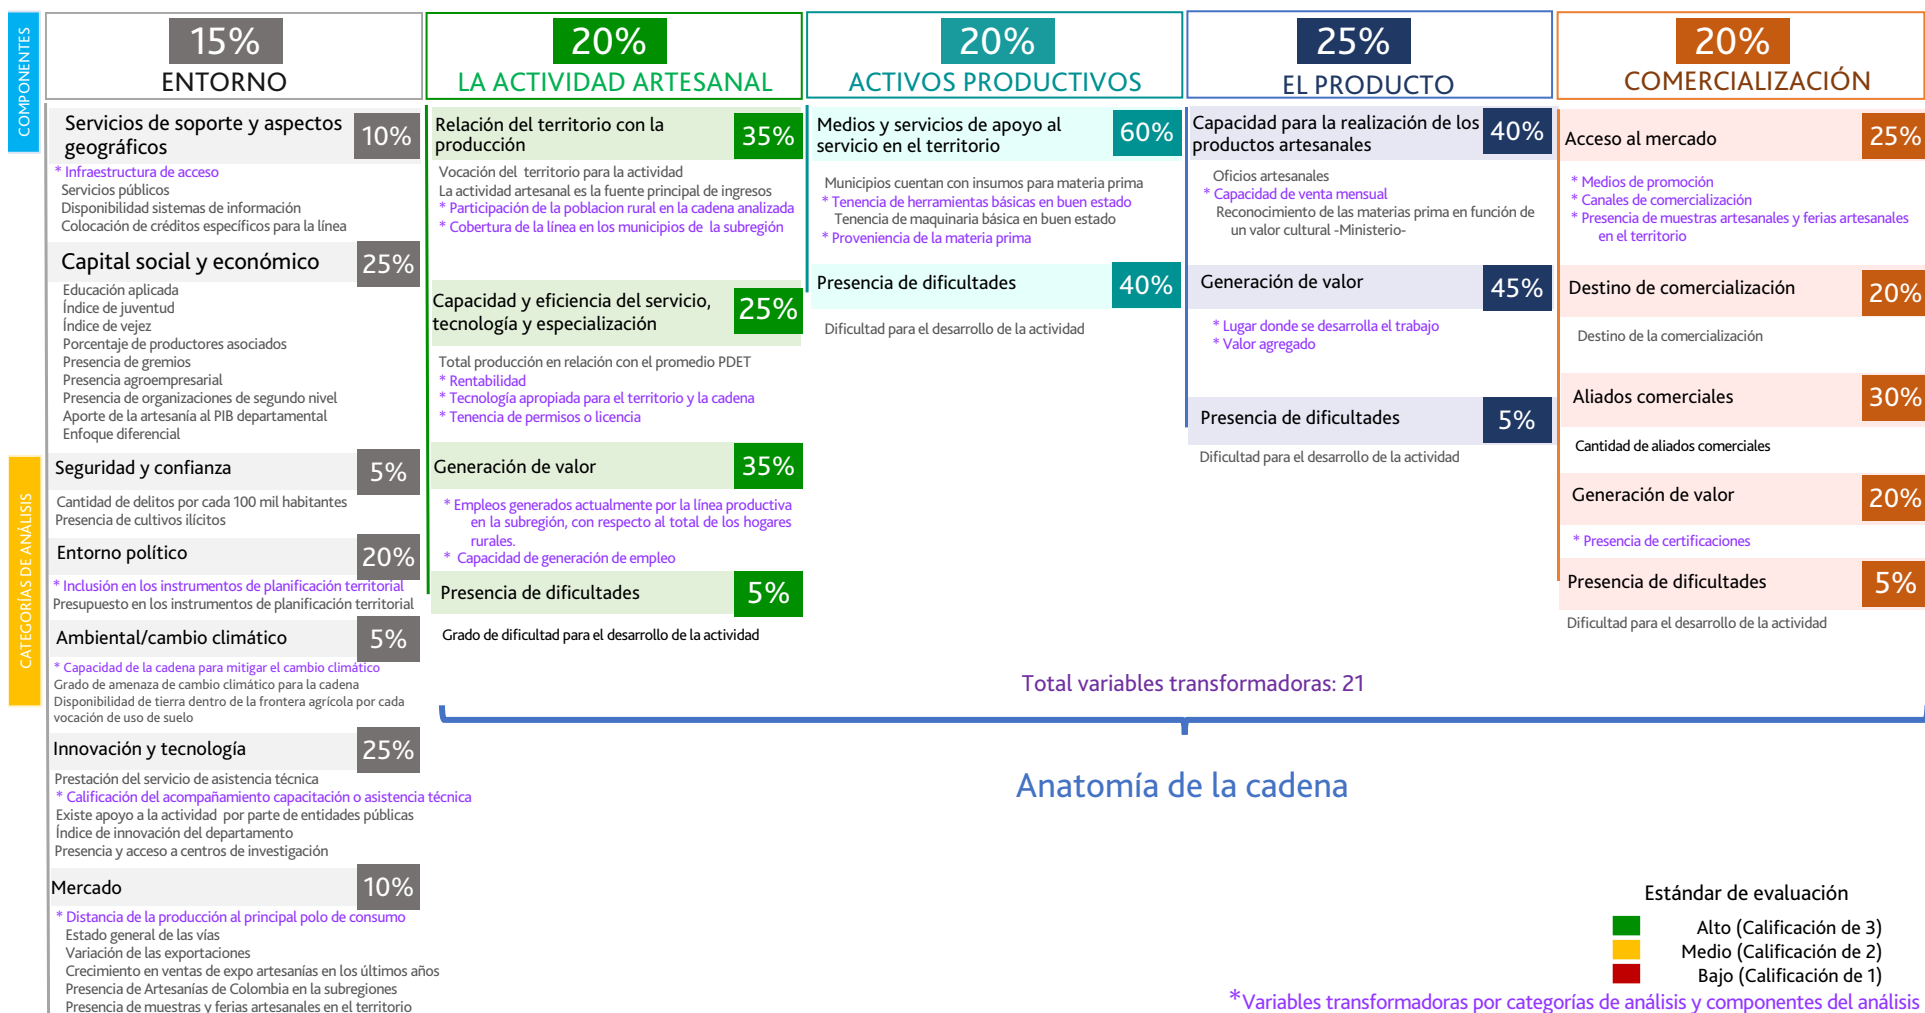 COMPONENTES
CATEGORÍAS DE ANÁLISIS
15%
ENTORNO
Servicios de soporte y aspectos
geográficos
10%
* Infraestructura de acceso
Servicios públicos
Disponibilidad sistemas de información
Colocación de créditos específicos para la línea
Capital social y económico
25%
Educación aplicada
Índice de juventud
Índice de vejez
Porcentaje de productores asociados
Presencia de gremios
Presencia agroempresarial
Presencia de organizaciones de segundo nivel
Aporte de la artesanía al PIB departamental
Enfoque diferencial
Seguridad y confianza
5%
Cantidad de delitos por cada 100 mil habitantes
Presencia de cultivos ilícitos
Entorno político
20%
* Inclusión en los instrumentos de planificación territorial
Presupuesto en los instrumentos de planificación territorial
Ambiental/cambio climático
5%
* Capacidad de la cadena para mitigar el cambio climático
Grado de amenaza de cambio climático para la cadena
Disponibilidad de tierra dentro de la frontera agrícola por cada
vocación de uso de suelo
Innovación y tecnología
25%
Prestación del servicio de asistencia técnica
* Calificación del acompañamiento capacitación o asistencia técnica
Existe apoyo a la actividad por parte de entidades públicas
Índice de innovación del departamento
Presencia y acceso a centros de investigación
Mercado
10%
* Distancia de la producción al principal polo de consumo
Estado general de las vías
Variación de las exportaciones
Crecimiento en ventas de expo artesanías en los últimos años
Presencia de Artesanías de Colombia en la subregiones
Presencia de muestras y ferias artesanales en el territorio
20%
LA ACTIVIDAD ARTESANAL
Relación del territorio con la
producción
35%
Vocación del territorio para la actividad
La actividad artesanal es la fuente principal de ingresos
* Participación de la poblacion rural en la cadena analizada
* Cobertura de la línea en los municipios de la subregión
Capacidad y eficiencia del servicio,
tecnología y especialización
25%
Total producción en relación con el promedio PDET
* Rentabilidad
* Tecnología apropiada para el territorio y la cadena
* Tenencia de permisos o licencia
Generación de valor
35%
* Empleos generados actualmente por la línea productiva
en la subregión, con respecto al total de los hogares
rurales.
* Capacidad de generación de empleo
Presencia de dificultades
5%
Grado de dificultad para el desarrollo de la actividad
20%
ACTIVOS PRODUCTIVOS
Medios y servicios de apoyo al
servicio en el territorio
60%
Municipios cuentan con insumos para materia prima
* Tenencia de herramientas básicas en buen estado
Tenencia de maquinaria básica en buen estado
* Proveniencia de la materia prima
Presencia de dificultades
40%
Dificultad para el desarrollo de la actividad
25%
EL PRODUCTO
Capacidad para la realización de los
productos artesanales
40%
Oficios artesanales
* Capacidad de venta mensual
Reconocimiento de las materias prima en función de
un valor cultural -Ministerio-
Generación de valor
45%
* Lugar donde se desarrolla el trabajo
* Valor agregado
Presencia de dificultades
5%
Dificultad para el desarrollo de la actividad
20%
COMERCIALIZACIÓN
Acceso al mercado
25%
* Medios de promoción
* Canales de comercialización
* Presencia de muestras artesanales y ferias artesanales
en el territorio
Destino de comercialización
20%
Destino de la comercialización
Aliados comerciales
30%
Cantidad de aliados comerciales
Generación de valor
20%
* Presencia de certificaciones
Presencia de dificultades
5%
Dificultad para el desarrollo de la actividad
Total variables transformadoras: 21
Anatomía de la cadena
Estándar de evaluación
Alto (Calificación de 3)
Medio (Calificación de 2)
Bajo (Calificación de 1)
*Variables transformadoras por categorías de análisis y componentes del análisis